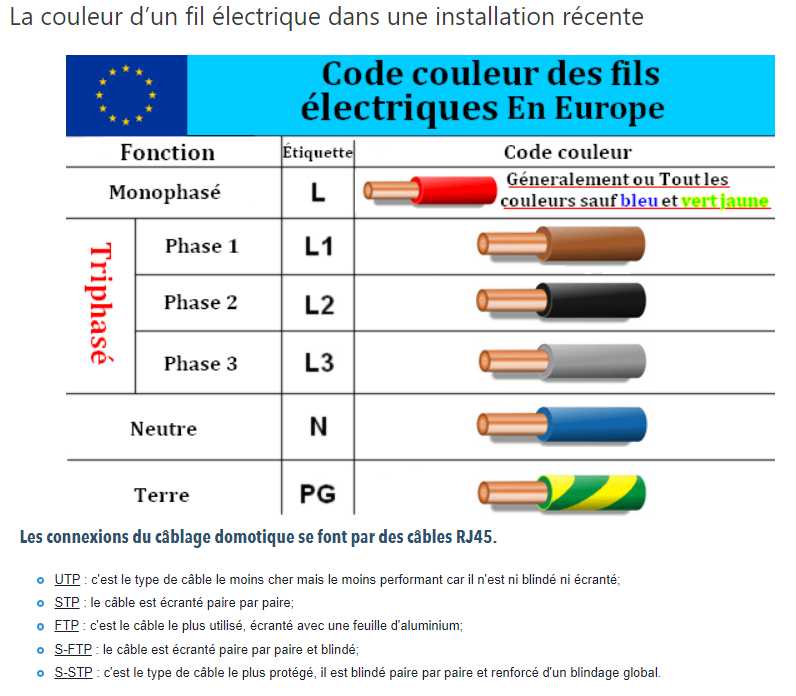 La couleur d'un fil électrique dans une installation récente
Code couleur des fils
électriques En Europe
Fonction Étiquette Code couleur
Monophasé L Géneralement ou Tout les
couleurs sauf bleu et vert jaune
Triphasé
Phase 1 L1
Phase 2 L2
Phase 3 L3
Neutre N
Terre PG
Les connexions du câblage domotique se font par des câbles RJ45.
UTP : c'est le type de câble le moins cher mais le moins performant car il n'est ni blindé ni écranté;
STP : le câble est écranté paire par paire;
FTP : c'est le câble le plus utilisé, écranté avec une feuille d'aluminium;
S-FTP : le câble est écranté paire par paire et blindé;
S-STP : c'est le type de câble le plus protégé, il est blindé paire par paire et renforcé d'un blindage global.